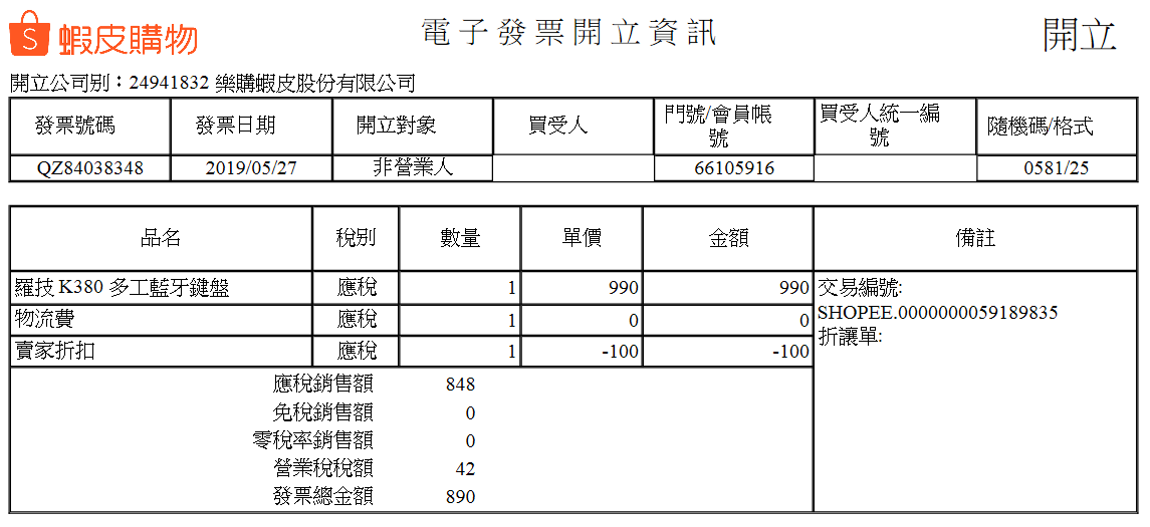 蝦皮購物
電子發票開立資訊
開立
開立公司別：24941832 樂購蝦皮股份有限公司
發票號碼 發票日期 開立對象 買受人 門號/會員帳號 買受人統一編號 隨機碼/格式
QZ84038348 2019/05/27 非營業人 66105916 0581/25
品名 稅別 數量 單價 金額 備註
羅技 K380 多工藍牙鍵盤 應稅 1 990 990
物流費 應稅 1 0 0
賣家折扣 應稅 1 -100 -100
交易編號:
SHOPEE.0000000059189835
折讓單:
應稅銷售額 848
免稅銷售額 0
零稅率銷售額 0
營業稅稅額 42
發票總金額 890